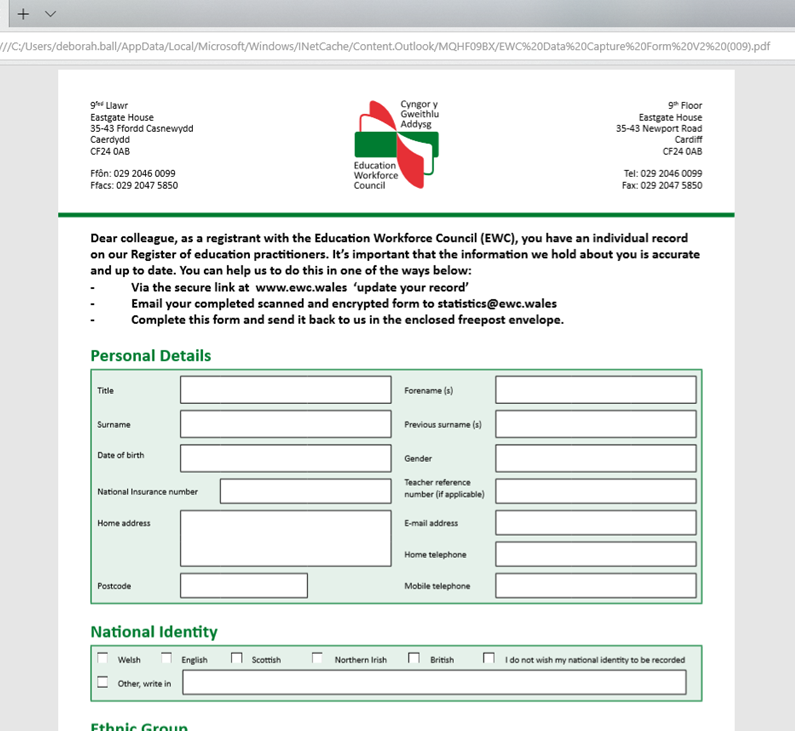 ///C:/Users/deborah.ball/AppData/Local/Microsoft/Windows/INetCache/Content.Outlook/MQHF09BX/EWC%20Data%20Capture%20Form%20V2%20(009).pdf
9fed Llawr
Eastgate House
35-43 Ffordd Casnewydd
Caerdydd
CF24 0AB
Ffôn: 029 2046 0099
Ffacs: 029 2047 5850
Cyngor y
Gweithlu
Addysg
Education
Workforce
Council
9th Floor
Eastgate House
35-43 Newport Road
Cardiff
CF24 0AB
Tel: 029 2046 0099
Fax: 029 2047 5850
Dear colleague, as a registrant with the Education Workforce Council (EWC), you have an individual record
on our Register of education practitioners. It's important that the information we hold about you is accurate
and up to date. You can help us to do this in one of the ways below:
- Via the secure link at www.ewc.wales ‘update your record’
- Email your completed scanned and encrypted form to statistics@ewc.wales
- Complete this form and send it back to us in the enclosed freepost envelope.
Personal Details
Title
Forename (s)
Surname
Previous surname (s)
Date of birth
Gender
National Insurance number
Teacher reference
number (if applicable)
Home address
E-mail address
Home telephone
Postcode
Mobile telephone
National Identity
Welsh English Scottish Northern Irish British I do not wish my national identity to be recorded
Other, write in
Ethnic Group